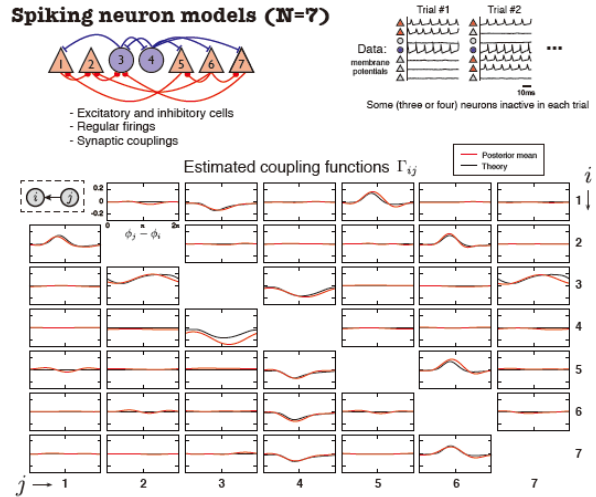 Spiking neuron models (N=7)
1 2 3 4 5 6 7
- Excitatory and inhibitory cells
- Regular firings
- Synaptic couplings
Trial #1 Trial #2
Data:
membrane
potentials
...
10ms
Some (three or four) neurons inactive in each trial
Estimated coupling functions Γij
Posterior mean
Theory
i
i j
0.2
0
-0.2
0 π 2π
ϕj − ϕi
1
2
3
4
5
6
7
j → 1 2 3 4 5 6 7